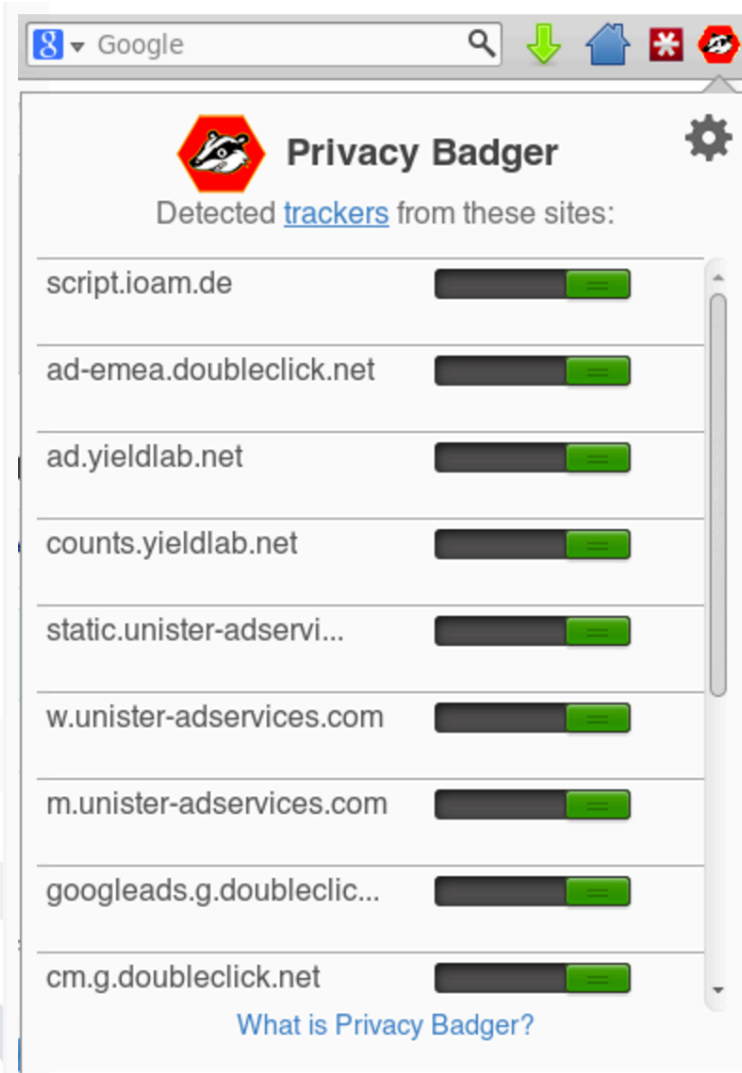 Google
Privacy Badger
Detected trackers from these sites:
script.ioam.de
ad-emea.doubleclick.net
ad.yieldlab.net
counts.yieldlab.net
static.unister-adservi...
w.unister-adservices.com
m.unister-adservices.com
googleads.g.doubleclic...
cm.g.doubleclick.net
What is Privacy Badger?